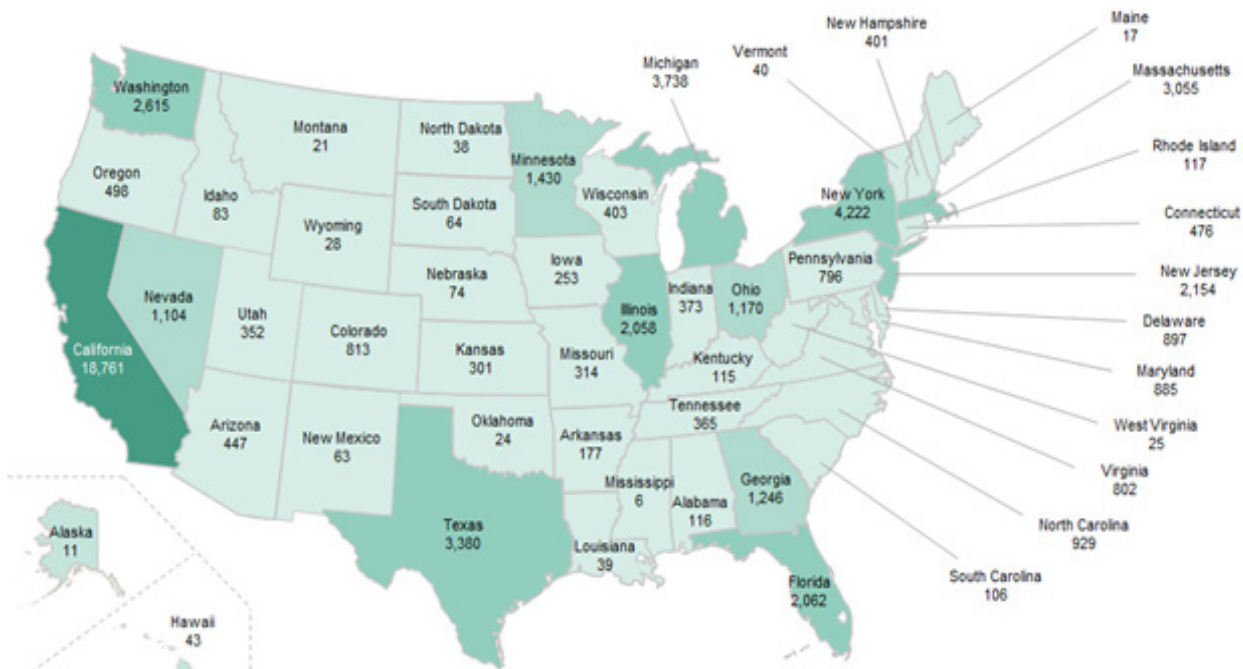 New Hampshire
401
Maine
17
Vermont
40
Michigan
3,738
Massachusetts
3,055
Washington
2,615
Montana
21
North Dakota
38
Minnesota
1,430
Rhode Island
117
Oregon
498
Idaho
83
Wisconsin
403
New York
4,222
South Dakota
64
Connecticut
476
Wyoming
28
Pennsylvania
796
Iowa
253
New Jersey
2,154
Nebraska
74
Nevada
1,104
Illinois
2,058
Indiana
373
Ohio
1,170
Utah
352
Colorado
813
Delaware
897
California
18,761
Kansas
301
Missouri
314
Kentucky
115
Maryland
885
Tennessee
365
Oklahoma
24
Arizona
447
New Mexico
63
Arkansas
177
West Virginia
25
Mississippi
6
Georgia
1,246
Virginia
802
Alabama
116
Texas
3,380
North Carolina
929
Alaska
11
Louisiana
39
South Carolina
106
Florida
2,062
Hawaii
43